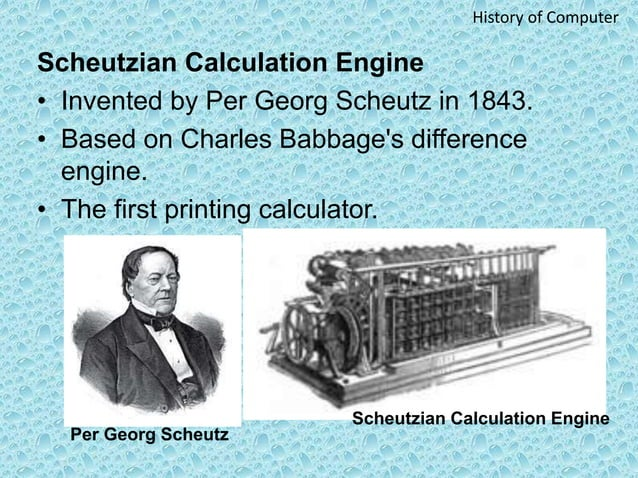 History of Computer
Scheutzian Calculation Engine
• Invented by Per Georg Scheutz in 1843.
• Based on Charles Babbage's difference
engine.
• The first printing calculator.
Scheutzian Calculation Engine
Per Georg Scheutz